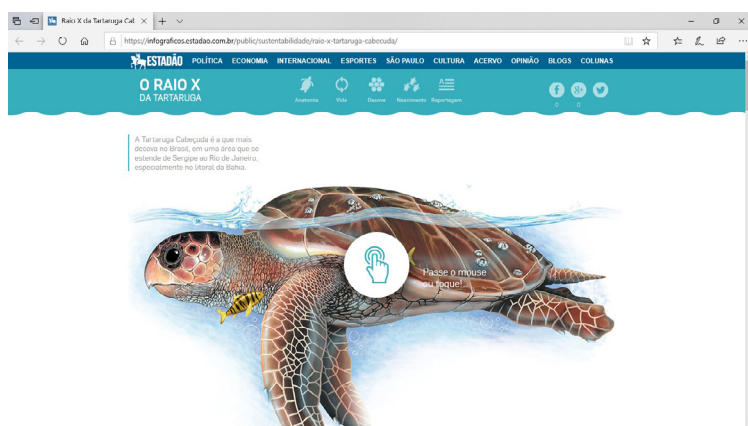 Raio X da Tartaruga Cab
https://infograficos.estadao.com.br/public/sustentabilidade/raie-x-tartaruga-cabecuda/
ESTADÃO POLÍTICA ECONOMIA INTERNACIONAL ESPORTES SÃO PAULO CULTURA ACERVO OPINIÃO BLOGS COLUNAS
O RAIO X
DA TARTARUGA
Anatomia Vida Desova Nascimento Reportagem
0 0
A Tartaruga Cabeçuda é a que mais
desova no Brasil, em uma área que se
estende de Sergipe ao Rio de Janeiro,
especialmente no litoral da Bahia.
Passe o mouse
ou toque!